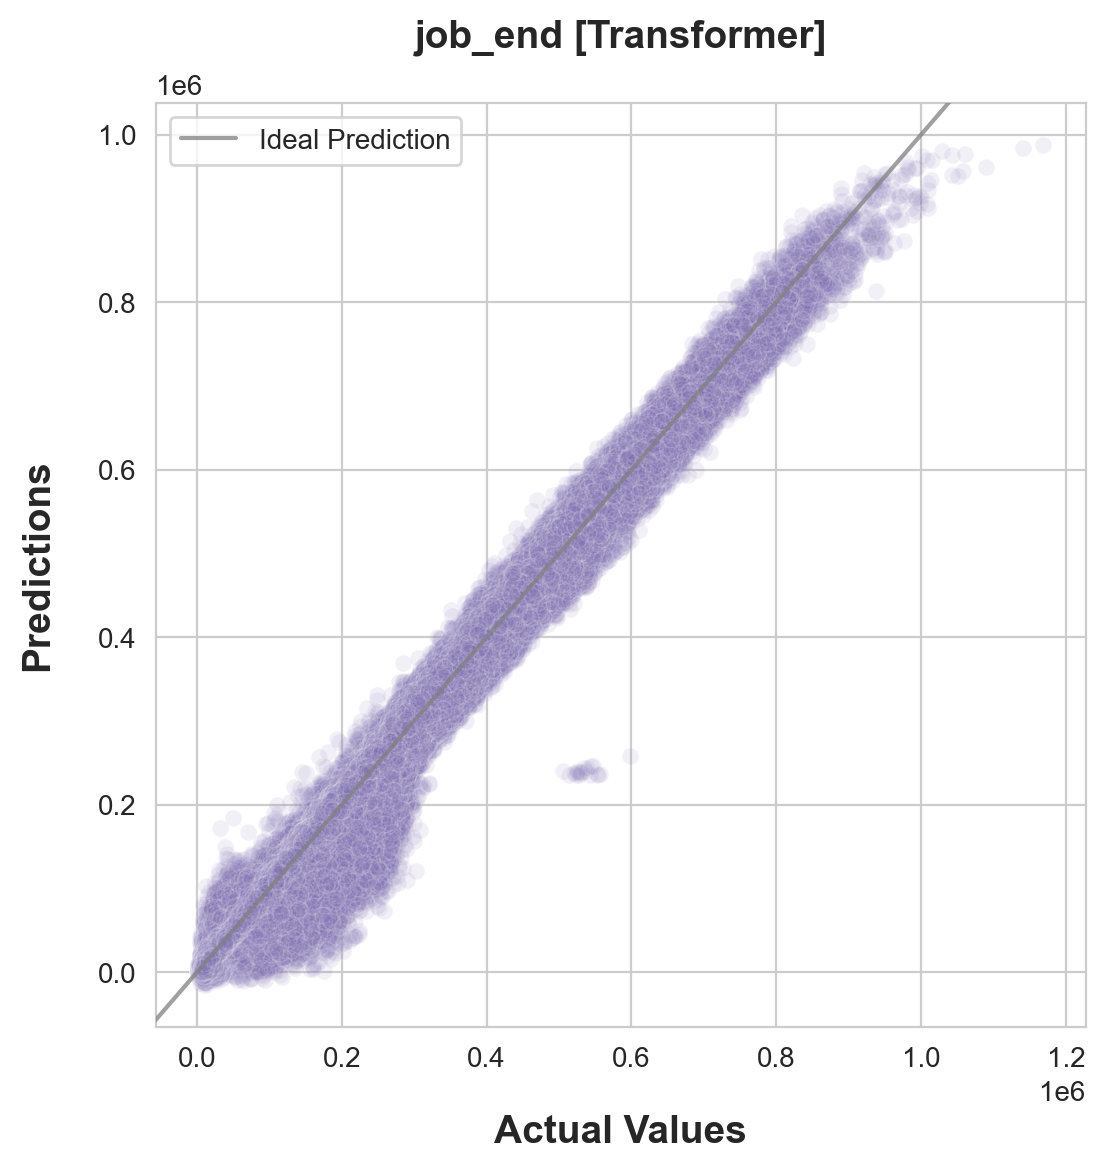 job_end [Transformer]
1e6
Ideal Prediction
1.0
0.8
0.6
0.4
0.2
0.0
Predictions
0.0 0.2 0.4 0.6 0.8 1.0 1.2
1e6
Actual Values